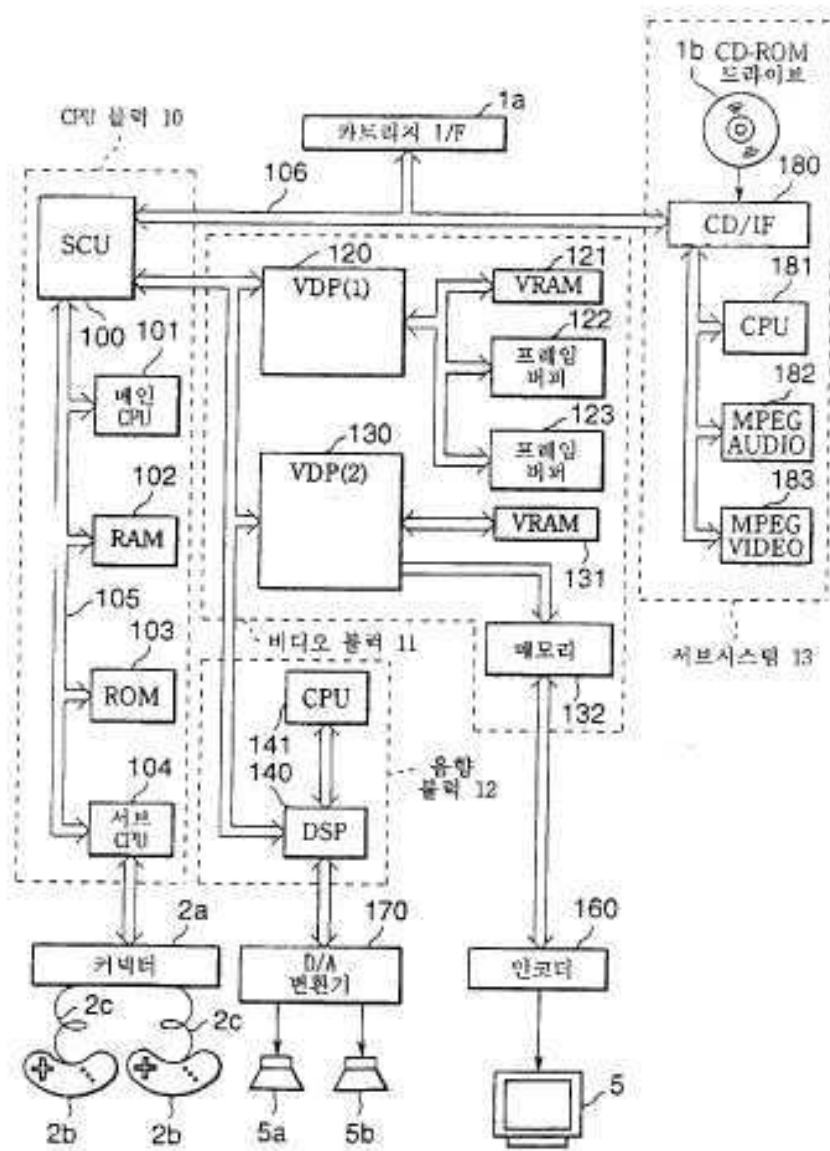 1b CD-ROM
드라이브
1a
CPU 블럭 10
카트리지 I/F
106
180
SCU
CD/IF
120
VDP(1)
121
VRAM
181
CPU
100
101
메인
CPU
122
프레임
버퍼
182
MPEG
AUDIO
123
프레임
버퍼
130
VDP(2)
183
MPEG
VIDEO
102
RAM
VRAM
131
105
비디오 블럭 11
메모리
132
서브시스템 13
103
ROM
CPU
141
음향
블럭 12
140
DSP
104
서브
CPU
2a
커넥터
170
D/A
변환기
160
인코더
2c
2c
2b
2b
5a
5b
5